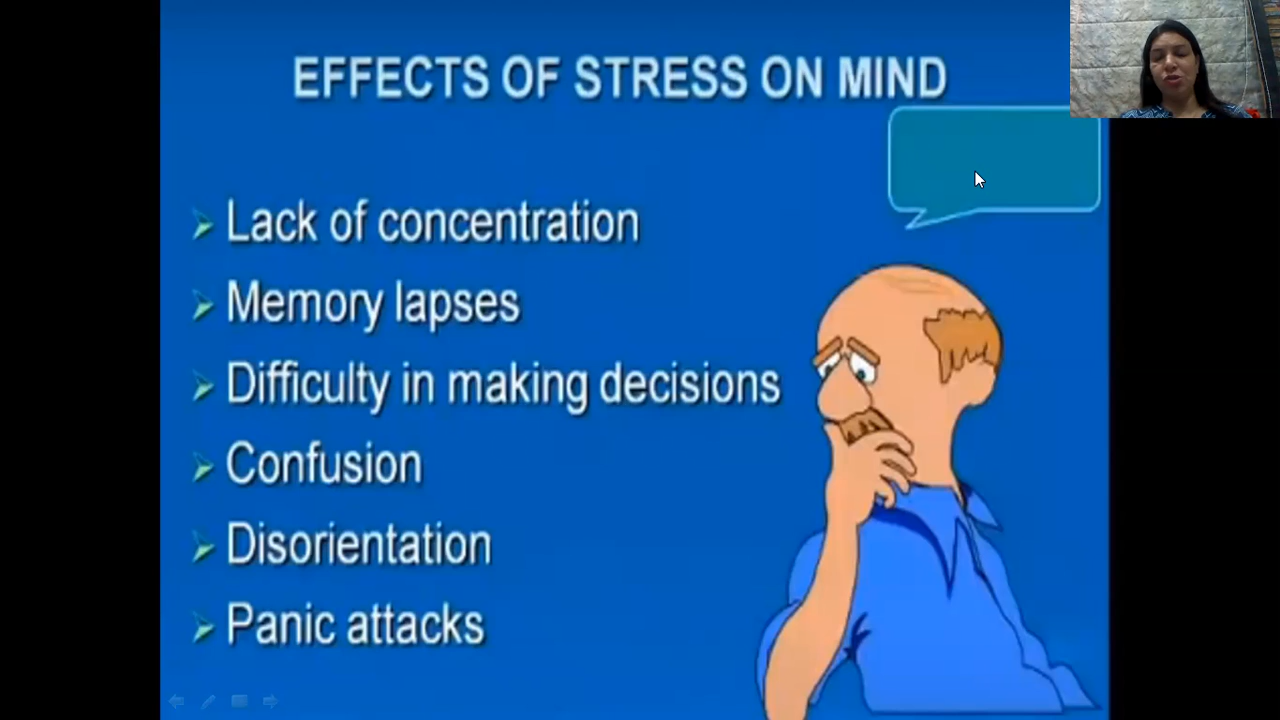 EFFECTS OF STRESS ON MIND
Lack of concentration
Memory lapses
Difficulty in making decisions
Confusion
Disorientation
Panic attacks